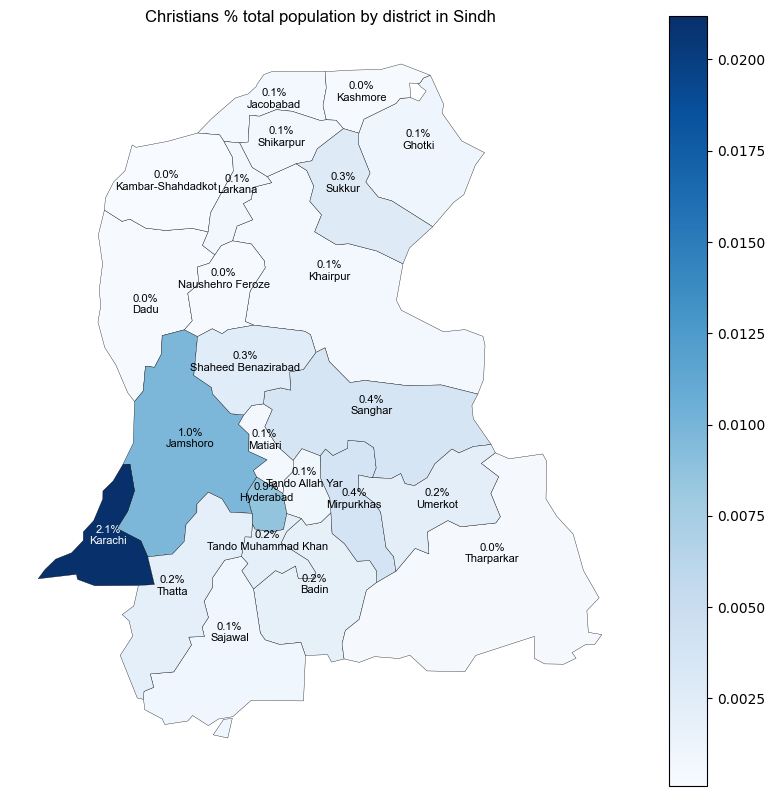 Christians % total population by district in Sindh
0.1%
Jacobabad
0.0%
Kashmore
0.1%
Shikarpur
0.1%
Ghotki
0.0%
Kambar-Shahdadkot
0.1%
Larkana
0.3%
Sukkur
0.0%
Naushehro Feroze
0.1%
Khairpur
0.0%
Dadu
0.3%
Shaheed Benazirabad
0.4%
Sanghar
1.0%
Jamshoro
0.1%
Matiari
0.9%
Hyderabad
0.1%
Tando Allah Yar
0.4%
Mirpurkhas
0.2%
Umerkot
2.1%
Karachi
0.2%
Tando Muhammad Khan
0.0%
Tharparkar
0.2%
Thatta
0.2%
Badin
0.1%
Sajawal
0.0200
0.0175
0.0150
0.0125
0.0100
0.0075
0.0050
0.0025